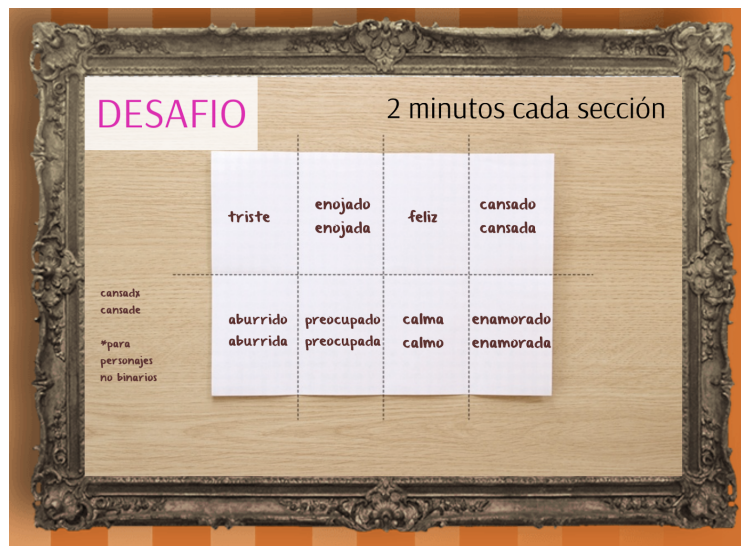 DESAFIO
2 minutos cada sección
triste
enojado
enojada
feliz
cansado
cansada
aburrido
aburrida
preocupado
preocupada
calma
calmo
enamorado
enamorada
cansadx
cansade
*para
personajes
no binarios